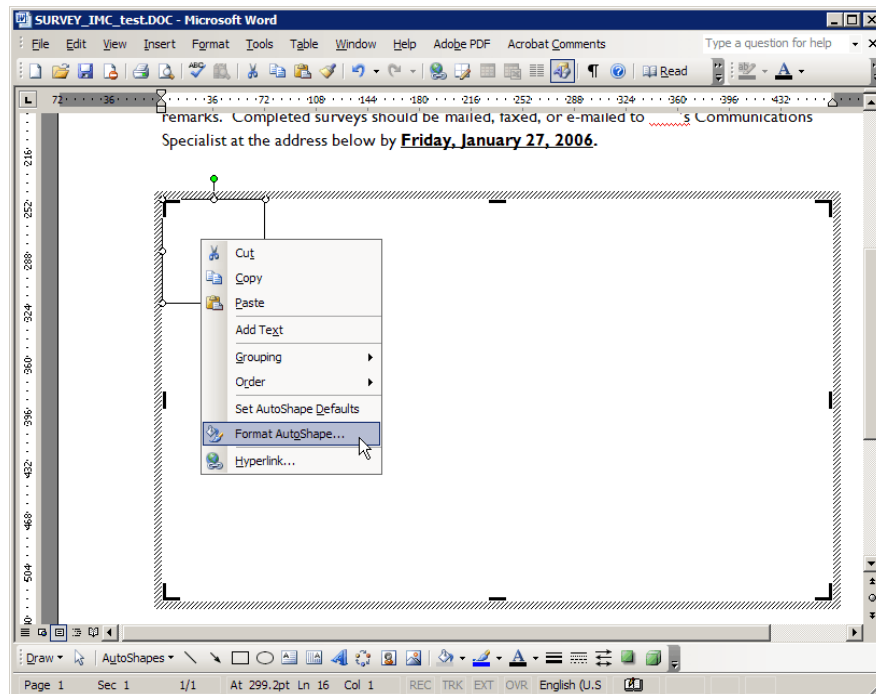 SURVEY_IMC_test.DOC - Microsoft Word
File Edit View Insert Format Tools Table Window Help Adobe PDF Acrobat Comments Type a question for help
ABC Read aby A
L 72 36 36 72 108 144 180 216 252 288 324 360 396 432
remarks. Completed surveys should be mailed, faxed, or e-mailed to ____'s Communications
Specialist at the address below by Friday, January 27, 2006.
216
252
288
324
360
396
432
468
504
Cut
Copy
Paste
Add Text
Grouping
Order
Set AutoShape Defaults
Format AutoShape...
Hyperlink...
Draw AutoShapes A
Page 1 Sec 1 1/1 At 299.2pt Ln 16 Col 1 REC TRK EXT OVR English (U.S